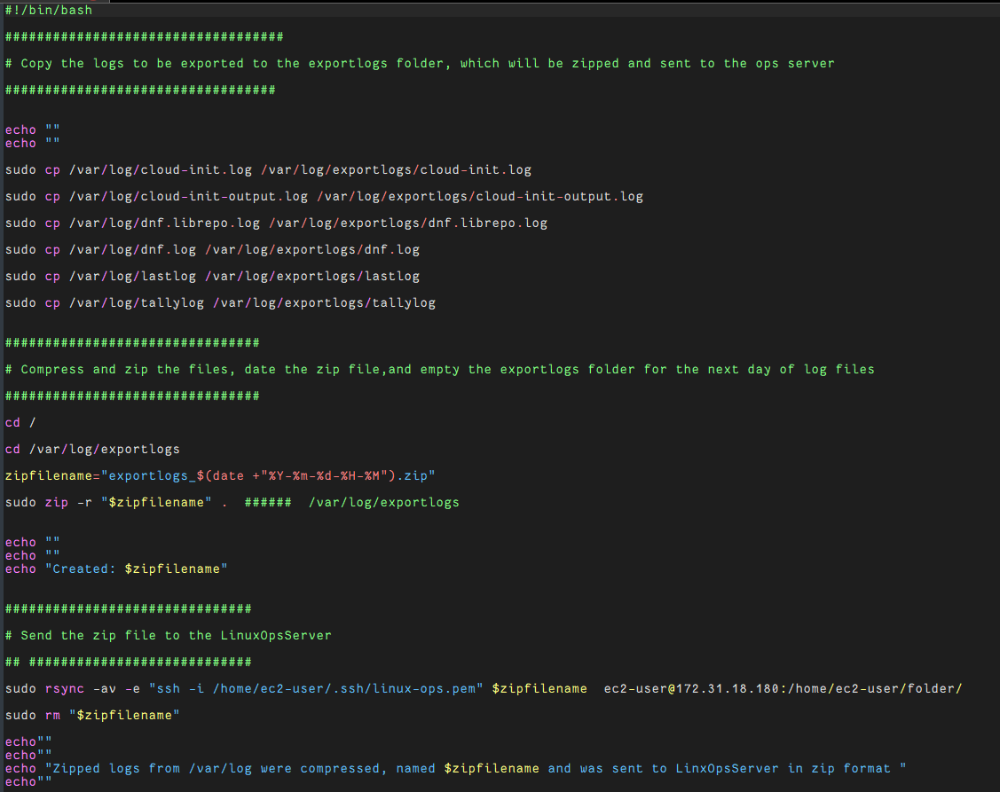 #!/bin/bash
###################################
# Copy the logs to be exported to the exportlogs folder, which will be zipped and sent to the ops server
##################################
echo ""
echo ""
sudo cp /var/log/cloud-init.log /var/log/exportlogs/cloud-init.log
sudo cp /var/log/cloud-init-output.log /var/log/exportlogs/cloud-init-output.log
sudo cp /var/log/dnf.librepo.log /var/log/exportlogs/dnf.librepo.log
sudo cp /var/log/dnf.log /var/log/exportlogs/dnf.log
sudo cp /var/log/lastlog /var/log/exportlogs/lastlog
sudo cp /var/log/tallylog /var/log/exportlogs/tallylog
################################
# Compress and zip the files, date the zip file,and empty the exportlogs folder for the next day of log files
################################
cd /
cd /var/log/exportlogs
zipfilename="exportlogs_$(date +"%Y-%m-%d-%H-%M").zip"
sudo zip -r "$zipfilename" .  ######  /var/log/exportlogs
echo ""
echo ""
echo "Created: $zipfilename"
###############################
# Send the zip file to the LinuxOpsServer
## ############################
sudo rsync -av -e "ssh -i /home/ec2-user/.ssh/linux-ops.pem" $zipfilename  ec2-user@172.31.18.180:/home/ec2-user/folder/
sudo rm "$zipfilename"
echo""
echo""
echo "Zipped logs from /var/log were compressed, named $zipfilename and was sent to LinxOpsServer in zip format "
echo""